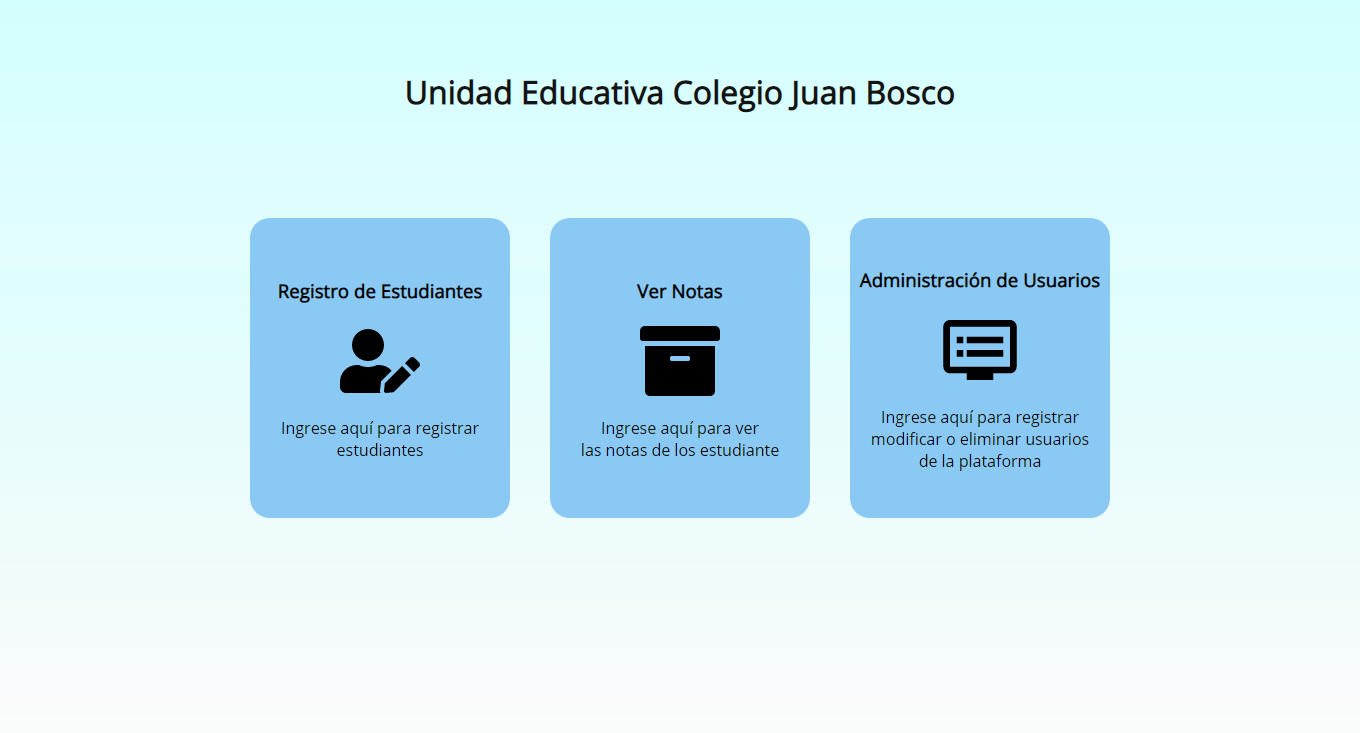 Unidad Educativa Colegio Juan Bosco
Registro de Estudiantes
Ingrese aquí para registrar
estudiantes
Ver Notas
Ingrese aquí para ver
las notas de los estudiante
Administración de Usuarios
Ingrese aquí para registrar
modificar o eliminar usuarios
de la plataforma